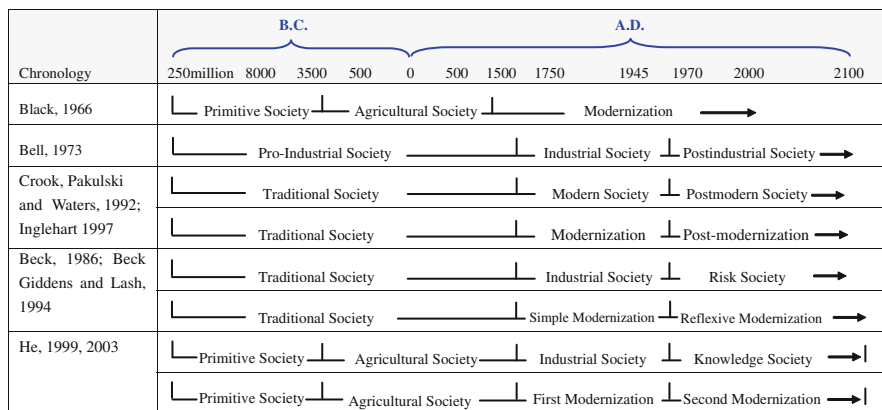 B.C. A.D.
Chronology 250million 8000 3500 500 0 500 1500 1750 1945 1970 2000 2100
Black, 1966 Primitive Society Agricultural Society Modernization
Bell, 1973 Pro-Industrial Society Industrial Society Postindustrial Society
Crook, Pakulski
and Waters, 1992;
Inglehart 1997
Traditional Society Modern Society Postmodern Society
Traditional Society Modernization Post-modernization
Beck, 1986; Beck
Giddens and Lash,
1994
Traditional Society Industrial Society Risk Society
Traditional Society Simple Modernization Reflexive Modernization
He, 1999, 2003 Primitive Society Agricultural Society Industrial Society Knowledge Society
Primitive Society Agricultural Society First Modernization Second Modernization